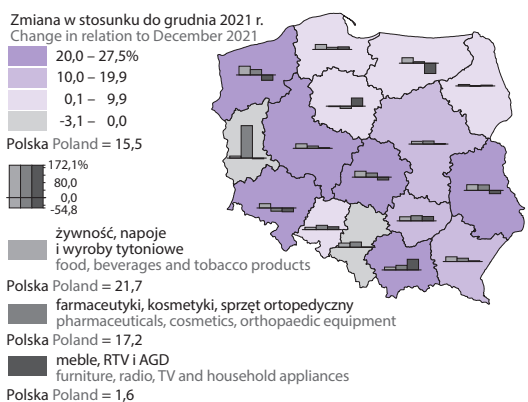 Zmiana w stosunku do grudnia 2021 r.
Change in relation to December 2021
20,0 – 27,5%
10,0 – 19,9
0,1 – 9,9
-3,1 – 0,0
Polska Poland = 15,5
172,1%
80,0
0,0
-54,8
żywność, napoje
i wyroby tytoniowe
food, beverages and tobacco products
Polska Poland = 21,7
farmaceutyki, kosmetyki, sprzęt ortopedyczny
pharmaceuticals, cosmetics, orthopaedic equipment
Polska Poland = 17,2
meble, RTV i AGD
furniture, radio, TV and household appliances
Polska Poland = 1,6